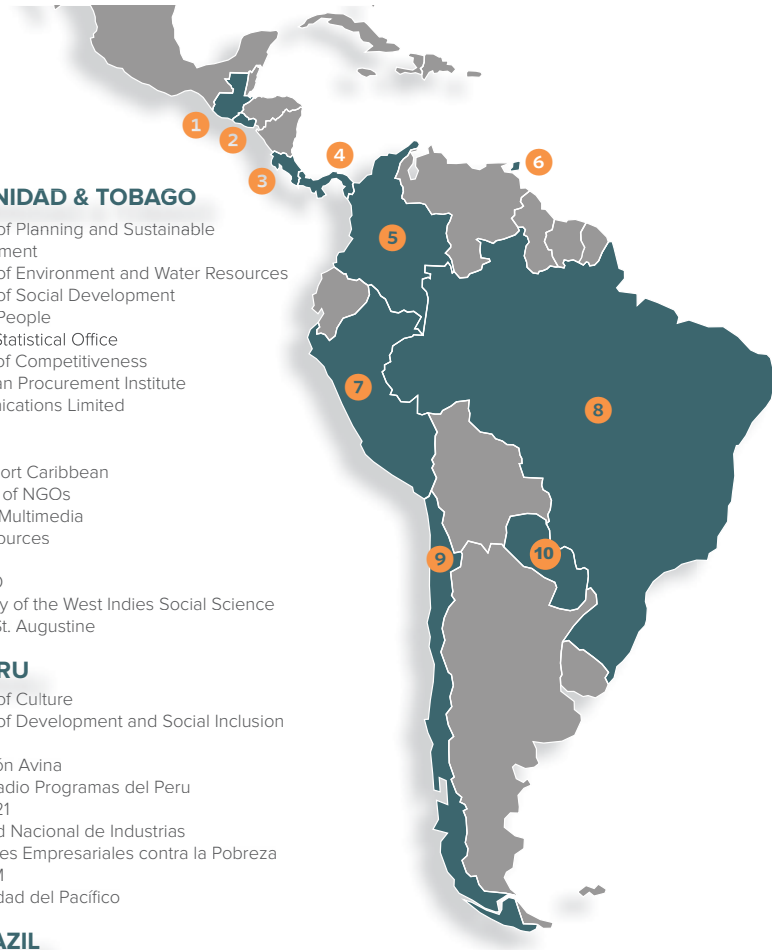 1
2
3
4
5
6
7
8
9
10
NIDAD & TOBAGO
of Planning and Sustainable
ment
of Environment and Water Resources
of Social Development
People
Statistical Office
of Competitiveness
an Procurement Institute
nications Limited
ort Caribbean
of NGOs
Multimedia
ources
y of the West Indies Social Science
St. Augustine
RU
of Culture
of Development and Social Inclusion
ón Avina
adio Programas del Peru
21
d Nacional de Industrias
es Empresariales contra la Pobreza
M
dad del Pacífico
AZIL